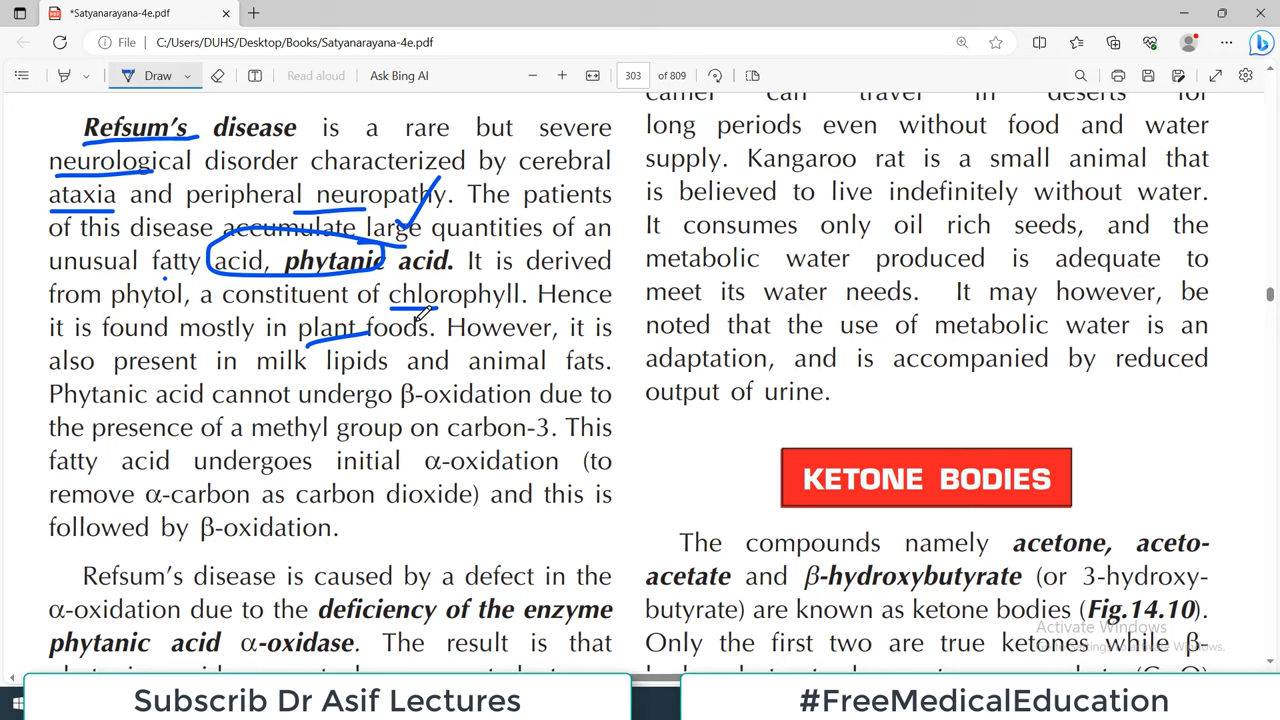 *Satyanarayana-4e.pdf
File C:/Users/DUHS/Desktop/Books/Satyanarayana-4e.pdf
Draw Read aloud Ask Bing AI 303 of 809
Refsum's disease is a rare but severe
neurological disorder characterized by cerebral
ataxia and peripheral neuropathy. The patients
of this disease accumulate large quantities of an
unusual fatty acid, phytanic acid. It is derived
from phytol, a constituent of chlorophyll. Hence
it is found mostly in plant foods. However, it is
also present in milk lipids and animal fats.
Phytanic acid cannot undergo β-oxidation due to
the presence of a methyl group on carbon-3. This
fatty acid undergoes initial α-oxidation (to
remove α-carbon as carbon dioxide) and this is
followed by β-oxidation.
Refsum's disease is caused by a defect in the
α-oxidation due to the deficiency of the enzyme
phytanic acid α-oxidase. The result is that
can travel in deserts for
long periods even without food and water
supply. Kangaroo rat is a small animal that
is believed to live indefinitely without water.
It consumes only oil rich seeds, and the
metabolic water produced is adequate to
meet its water needs. It may however, be
noted that the use of metabolic water is an
adaptation, and is accompanied by reduced
output of urine.
KETONE BODIES
The compounds namely acetone, aceto-
acetate and β-hydroxybutyrate (or 3-hydroxy-
butyrate) are known as ketone bodies (Fig.14.10).
Only the first two are true ketones while β-
Activate Windows
Subscrib Dr Asif Lectures
#FreeMedicalEducation